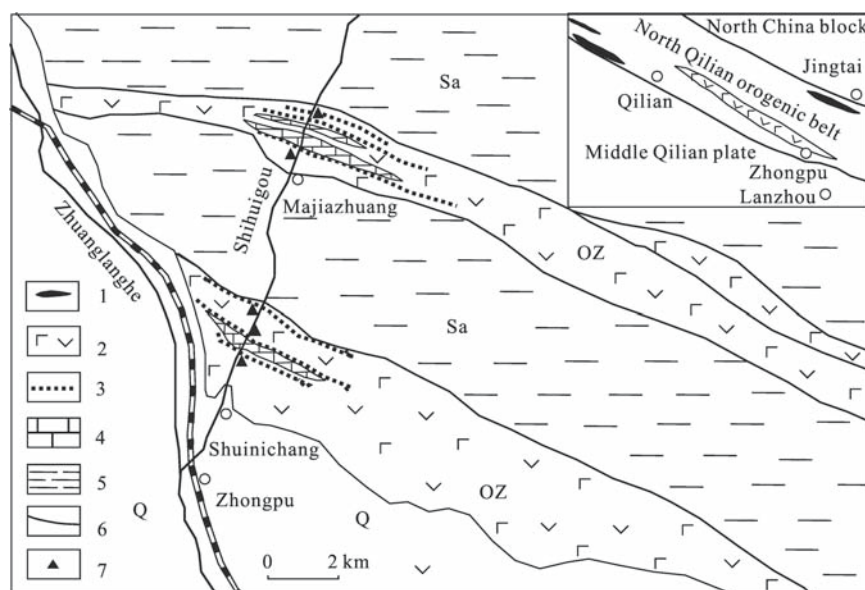 North China block
Jingtai
North Qilian orogenic belt
Qilian
Middle Qilian plate
Zhongpu
Lanzhou
Sa
Shihuigou
Majiazhuang
Zhuanglanghe
OZ
Sa
1
2
3
4
5
6
7
Shuinichang
Zhongpu
OZ
Q
Q
0 2 km